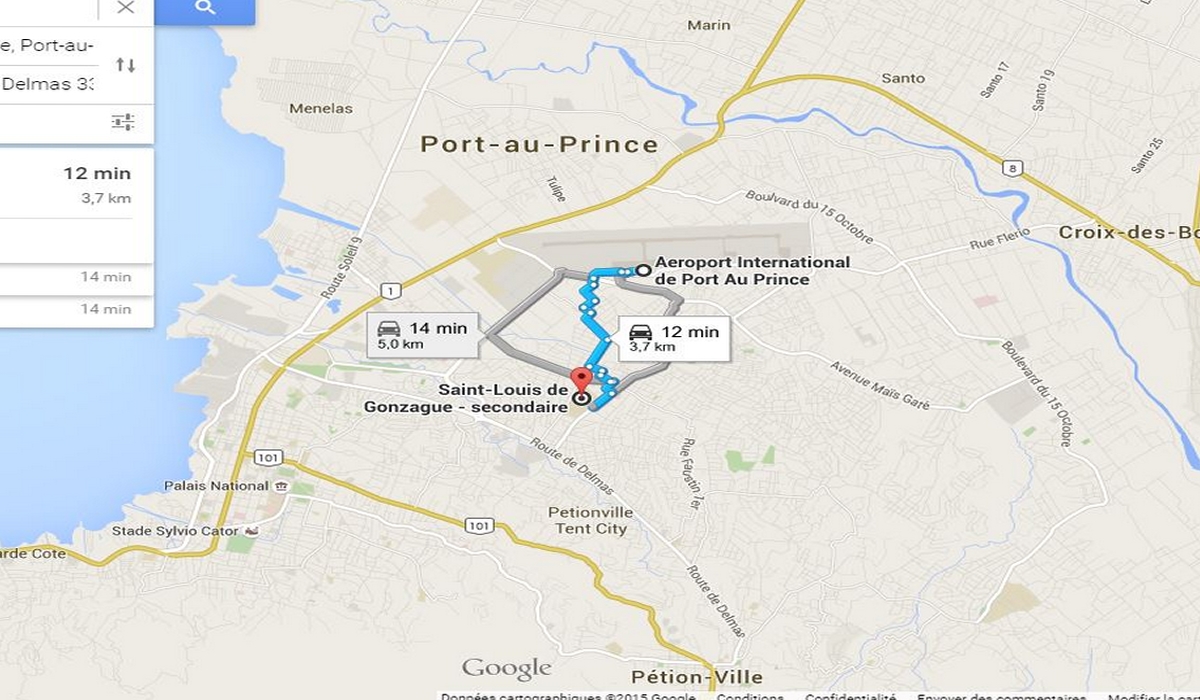 e, Port-au-
Delmas 33
12 min
3,7 km
14 min
14 min
Marin
Santo
Santo 17
Santo 19
Santo 25
Menelas
Port-au-Prince
Tulipe
8
Boulvard du 15 Octobre
Rue Flerio
Croix-des-Bo
Route Soleil 9
1
Aeroport International
de Port Au Prince
14 min
5,0 km
12 min
3,7 km
Saint-Louis de
Gonzague - secondaire
Avenue Maïs Gaté
Boulevard du 15 Octobre
101
Route de Delmas
Rue Faustin 1er
Palais National
Stade Sylvio Cator
101
Petionville
Tent City
arde Cote
Route de Delmas
Google
Pétion-Ville
Données cartographiques ©2015 Google Conditions Confidentialité Envoyer des commentaires Modifier la